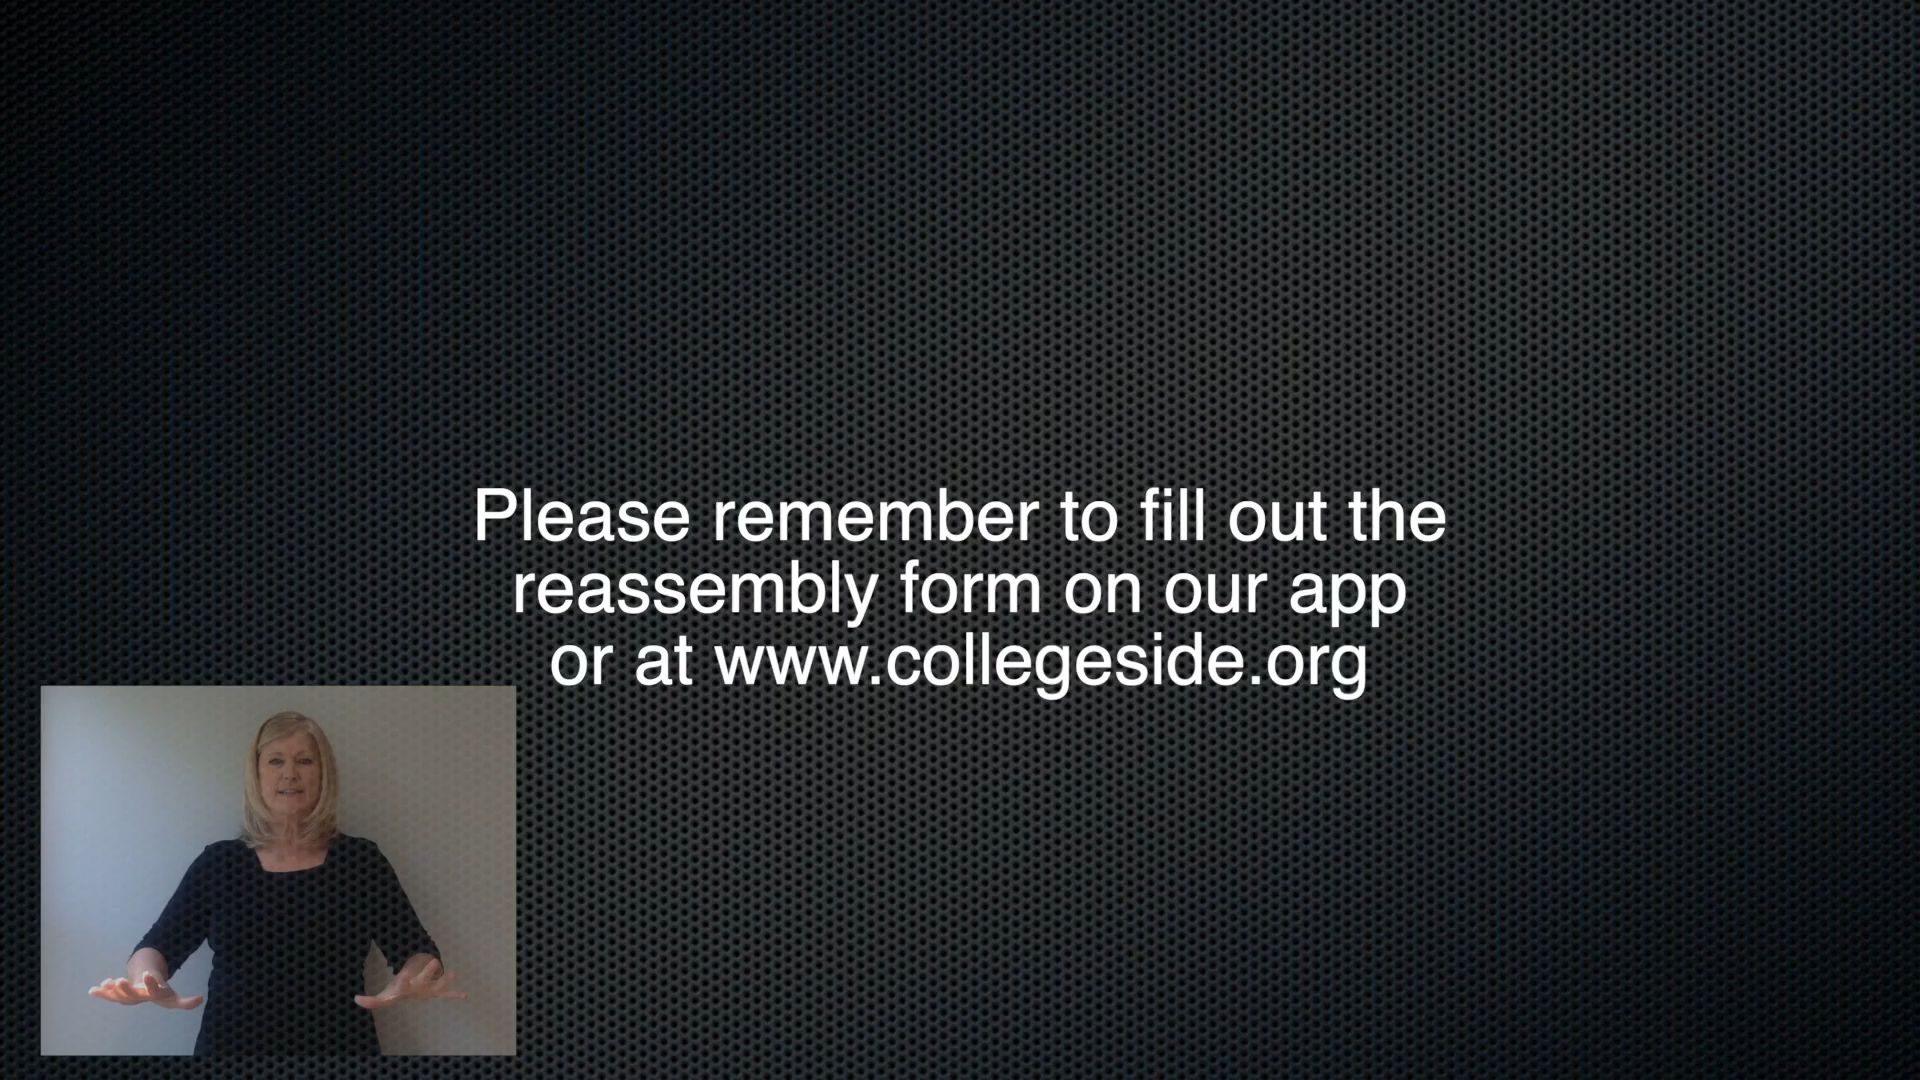 Please remember to fill out the
reassembly form on our app
or at www.collegeside.org